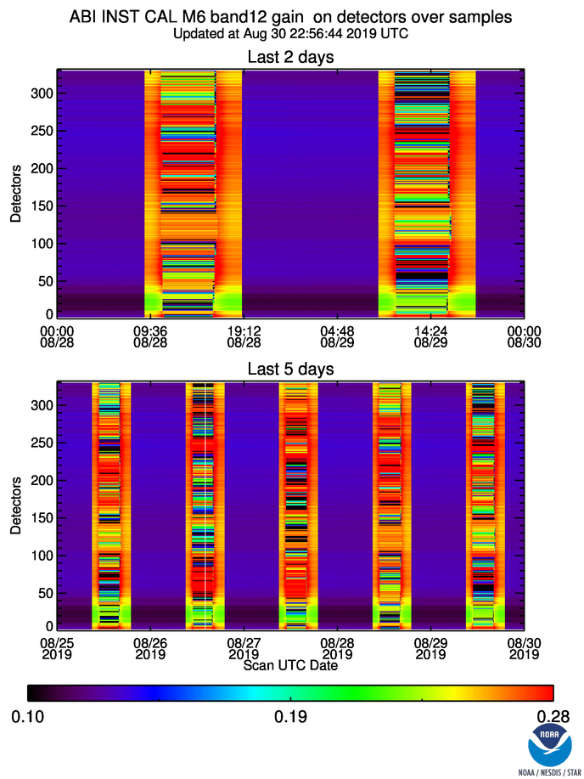 ABI INST CAL M6 band12 gain on detectors over samples
Updated at Aug 30 22:56:44 2019 UTC
Last 2 days
Detectors
300
250
200
150
100
50
0
00:00 09:36 19:12 04:48 14:24 00:00
08/28 08/28 08/28 08/29 08/29 08/30
Last 5 days
Detectors
300
250
200
150
100
50
0
08/25 08/26 08/27 08/28 08/29 08/30
2019 2019 2019 2019 2019 2019
Scan UTC Date
0.10 0.19 0.28
NOAA
NOAA / NESDIS / STAR